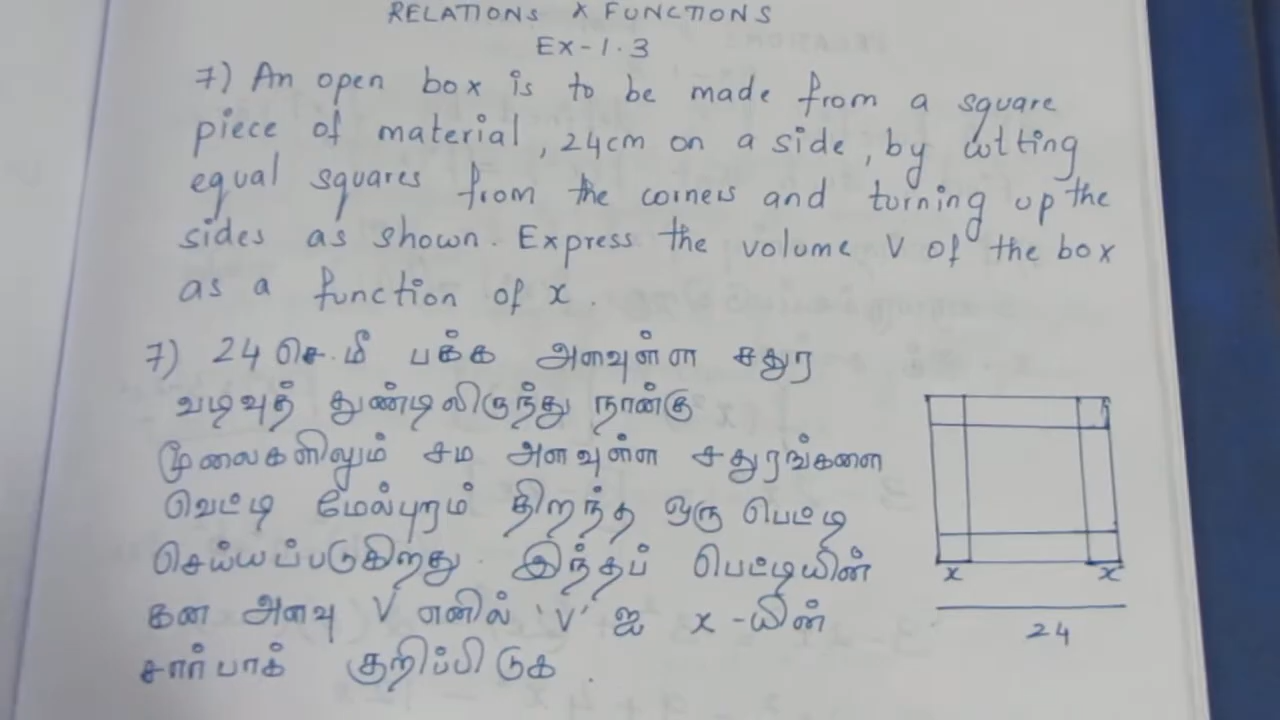 RELATIONS & FUNCTIONS
Ex-1.3
7) An open box is to be made from a square
piece of material, 24cm on a side, by cutting
equal squares from the corners and turning up the
sides as shown. Express the volume V of the box
as a function of x.
7) 24 செ.மீ பக்க அளவுள்ள சதுர
வடிவத் துண்டிலிருந்து நான்கு
மூலைகளிலும் சம அளவுள்ள சதுரங்களை
வெட்டி மேல்புறம் திறந்த ஒரு பெட்டி
செய்யப்படுகிறது. இந்தப் பெட்டியின்
கன அளவு V எனில் 'V' ஐ x -யின்
சார்பாக் குறிப்பிடுக.
x x
24